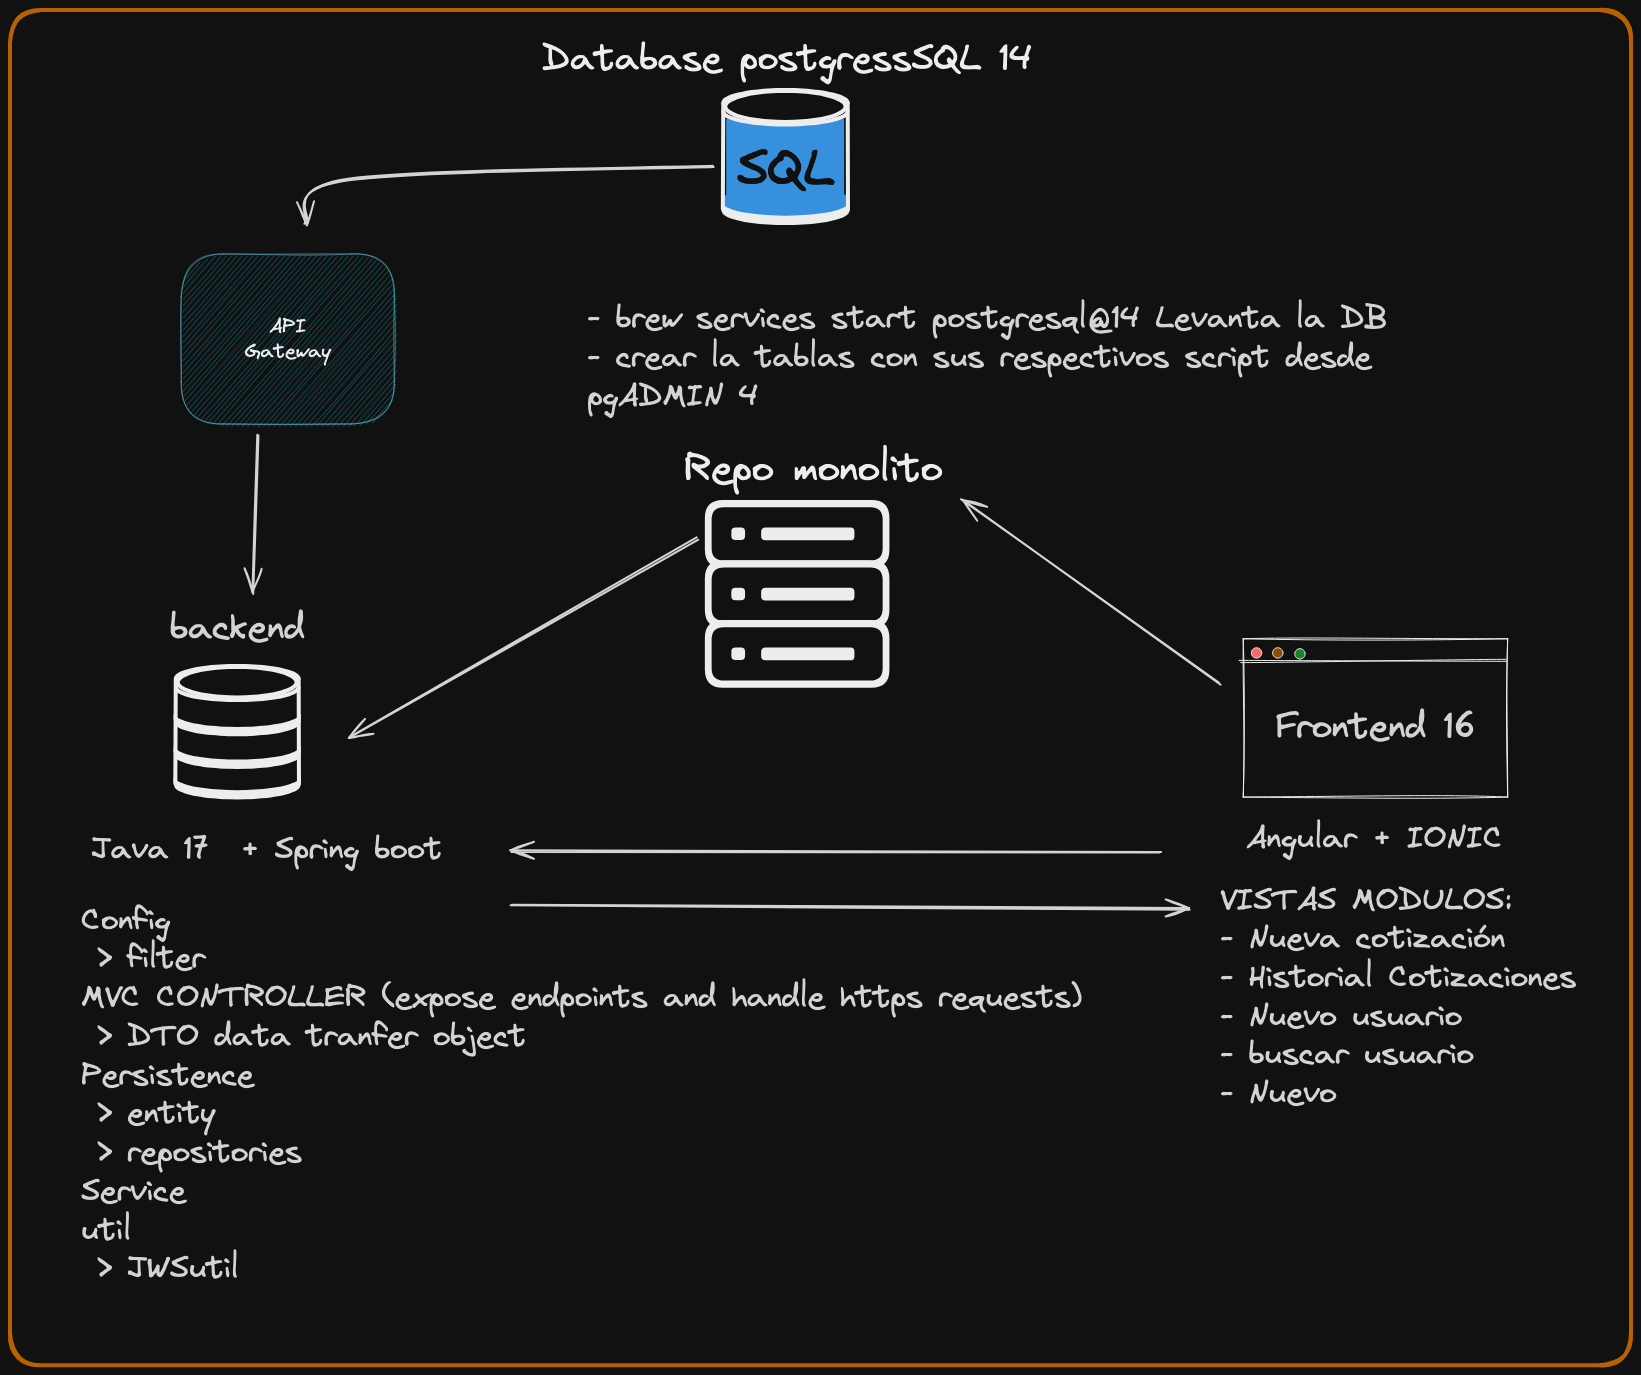 Database postgressSQL 14
SQL
API
Gateway
- brew services start postgresql@14 Levanta la DB
- crear la tablas con sus respectivos script desde
pgADMIN 4
Repo monolito
backend
Frontend 16
Java 17 + Spring boot
Angular + IONIC
Config
> filter
MVC CONTROLLER (expose endpoints and handle https requests)
> DTO data tranfer object
Persistence
> entity
> repositories
Service
util
> JWSutil
VISTAS MODULOS:
- Nueva cotización
- Historial Cotizaciones
- Nuevo usuario
- buscar usuario
- Nuevo